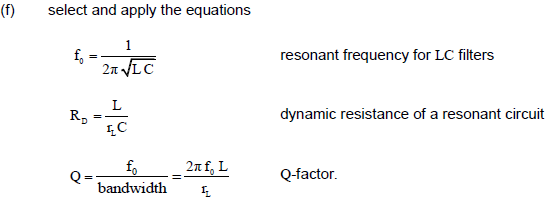 (f) select and apply the equations
f₀ = 1 / (2π√(L C)) resonant frequency for LC filters
R_D = L / (r_L C) dynamic resistance of a resonant circuit
Q = f₀ / bandwidth = 2π f₀ L / r_L Q-factor.